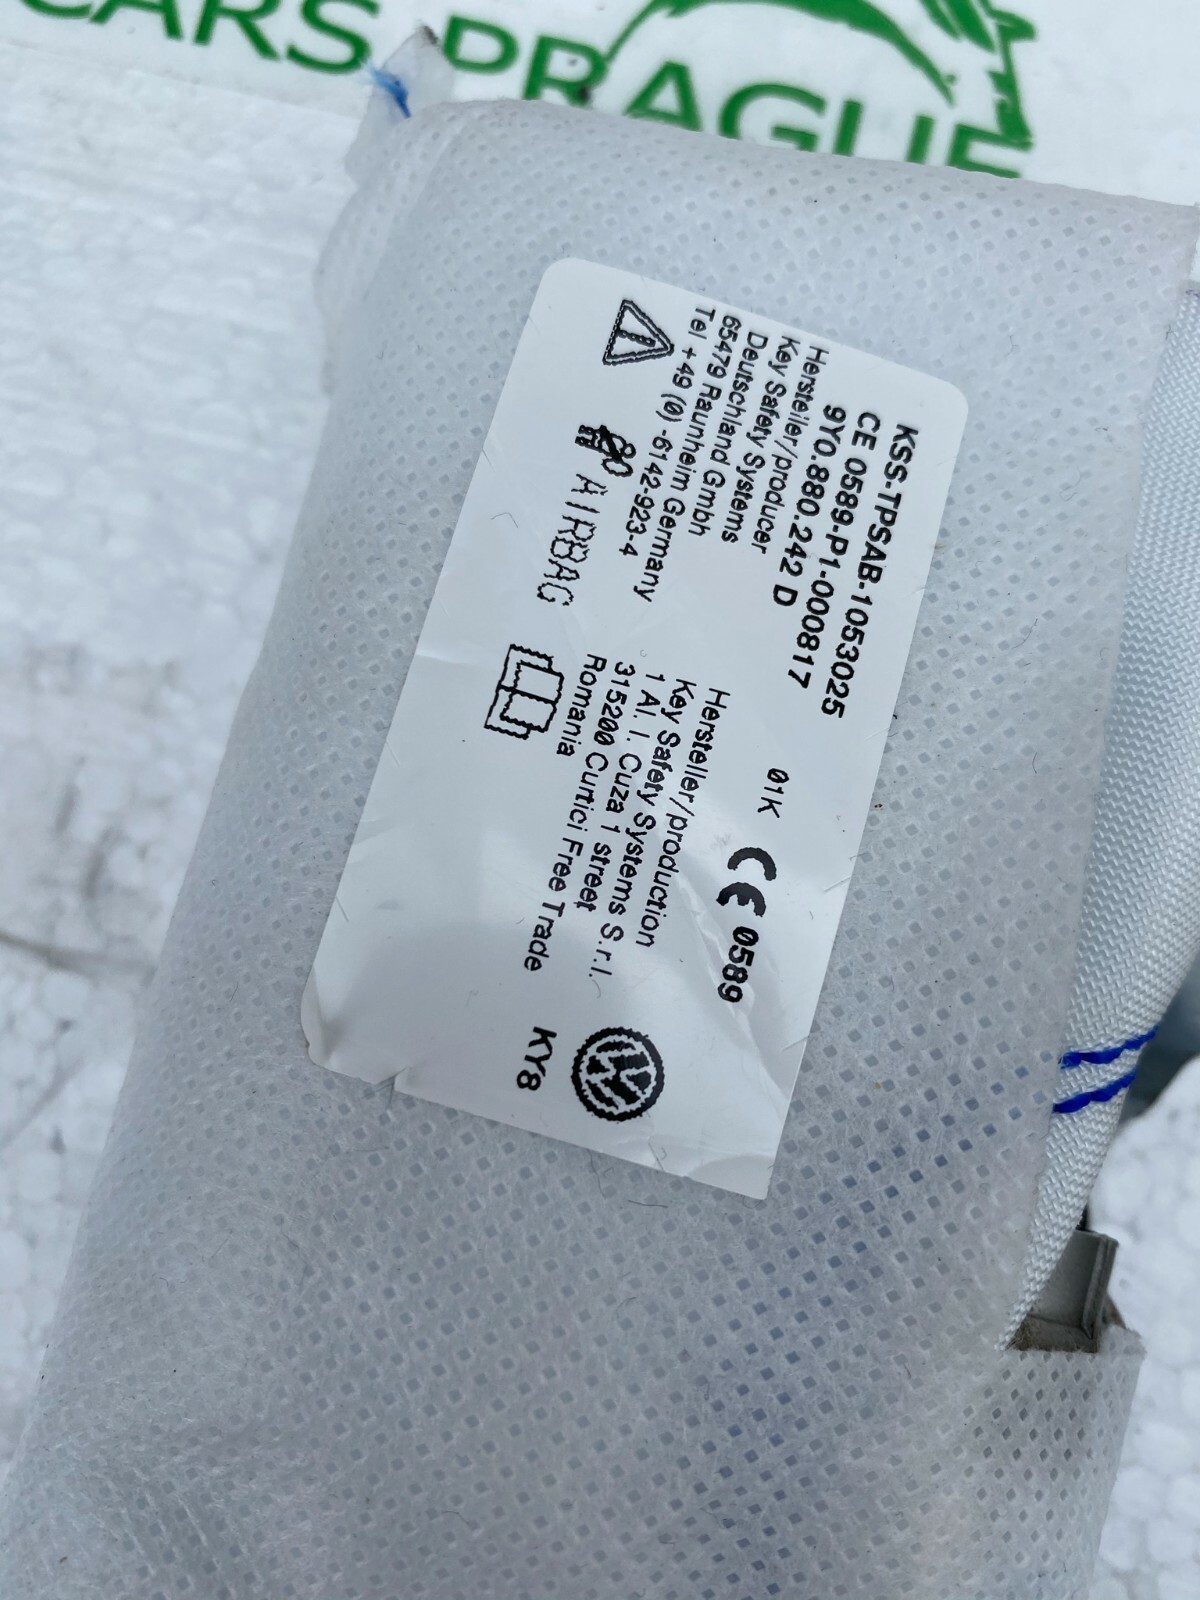 CARS PRAGUE
KSS-TPSAB-1053025
CE 0589-P1-000817
9Y0.880.242 D
01K
CE 0589
Hersteller/producer
Key Safety Systems
Deutschland Gmbh
65479 Raunheim Germany
Tel +49 (0) -6142-923-4
AIRBAG
Hersteller/production
Key Safety Systems S.r.l.
1 Al. I. Cuza 1 street
315200 Curtici Free Trade
Romania
VW
KY8